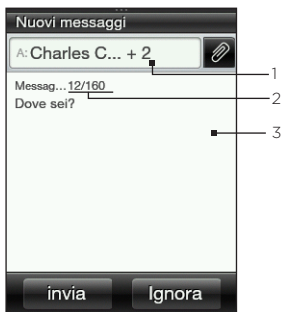 Nuovi messaggi
A: Charles C... + 2
1
Messag... 12/160
2
Dove sei?
3
invia Ignora